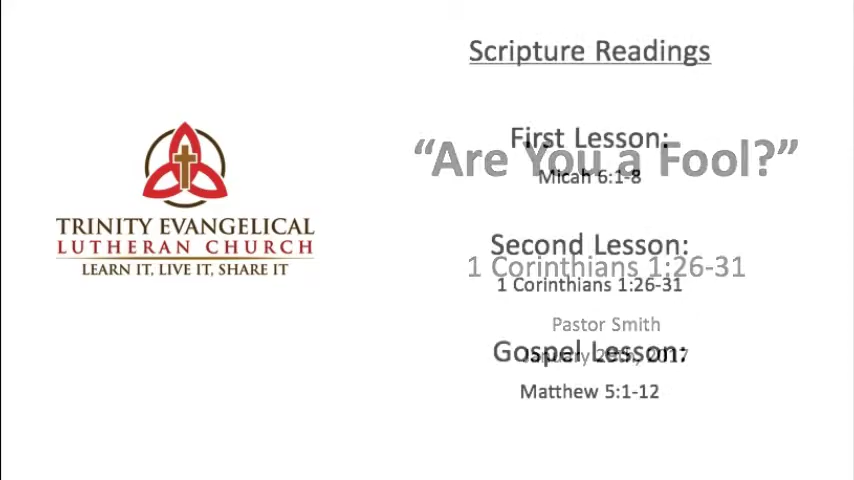 TRINITY EVANGELICAL
LUTHERAN CHURCH
LEARN IT, LIVE IT, SHARE IT
Scripture Readings
First Lesson:
“Are You a Fool?”
Micah 6:1-8
Second Lesson:
1 Corinthians 1:26-31
1 Corinthians 1:26-31
Pastor Smith
Gospel Lesson:
January 2017
Matthew 5:1-12